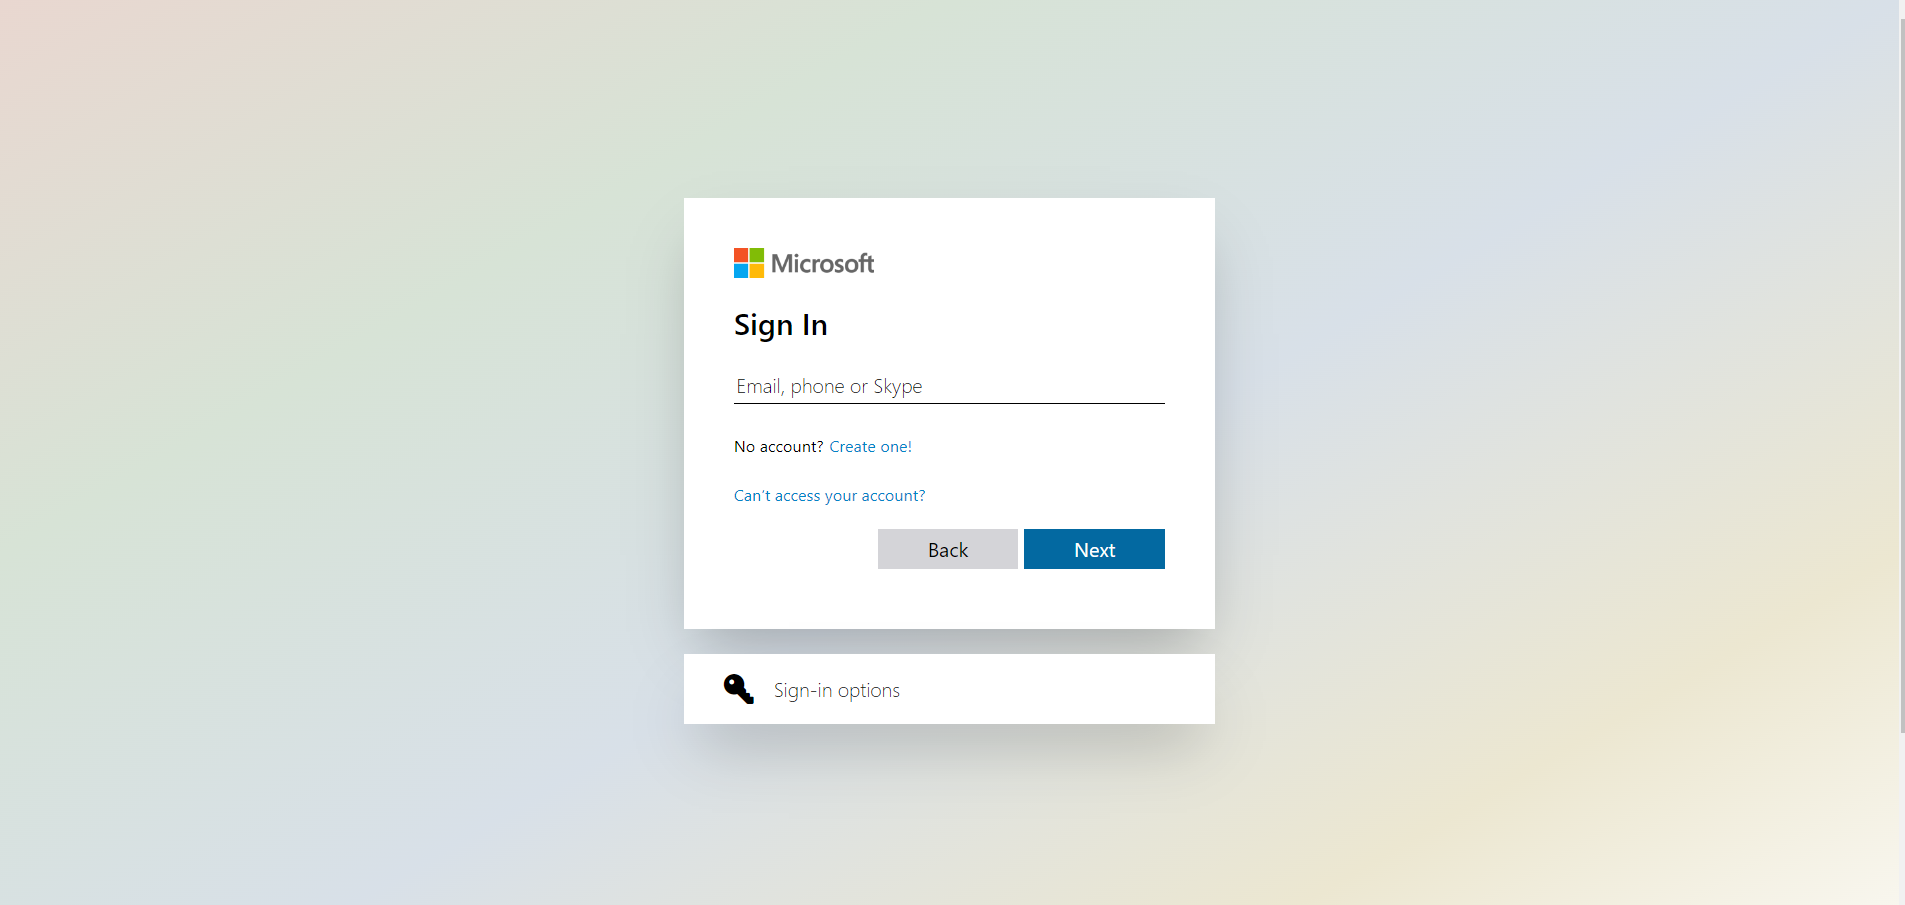 Microsoft
Sign In
Email, phone or Skype
No account? Create one!
Can't access your account?
Back
Next
Sign-in options